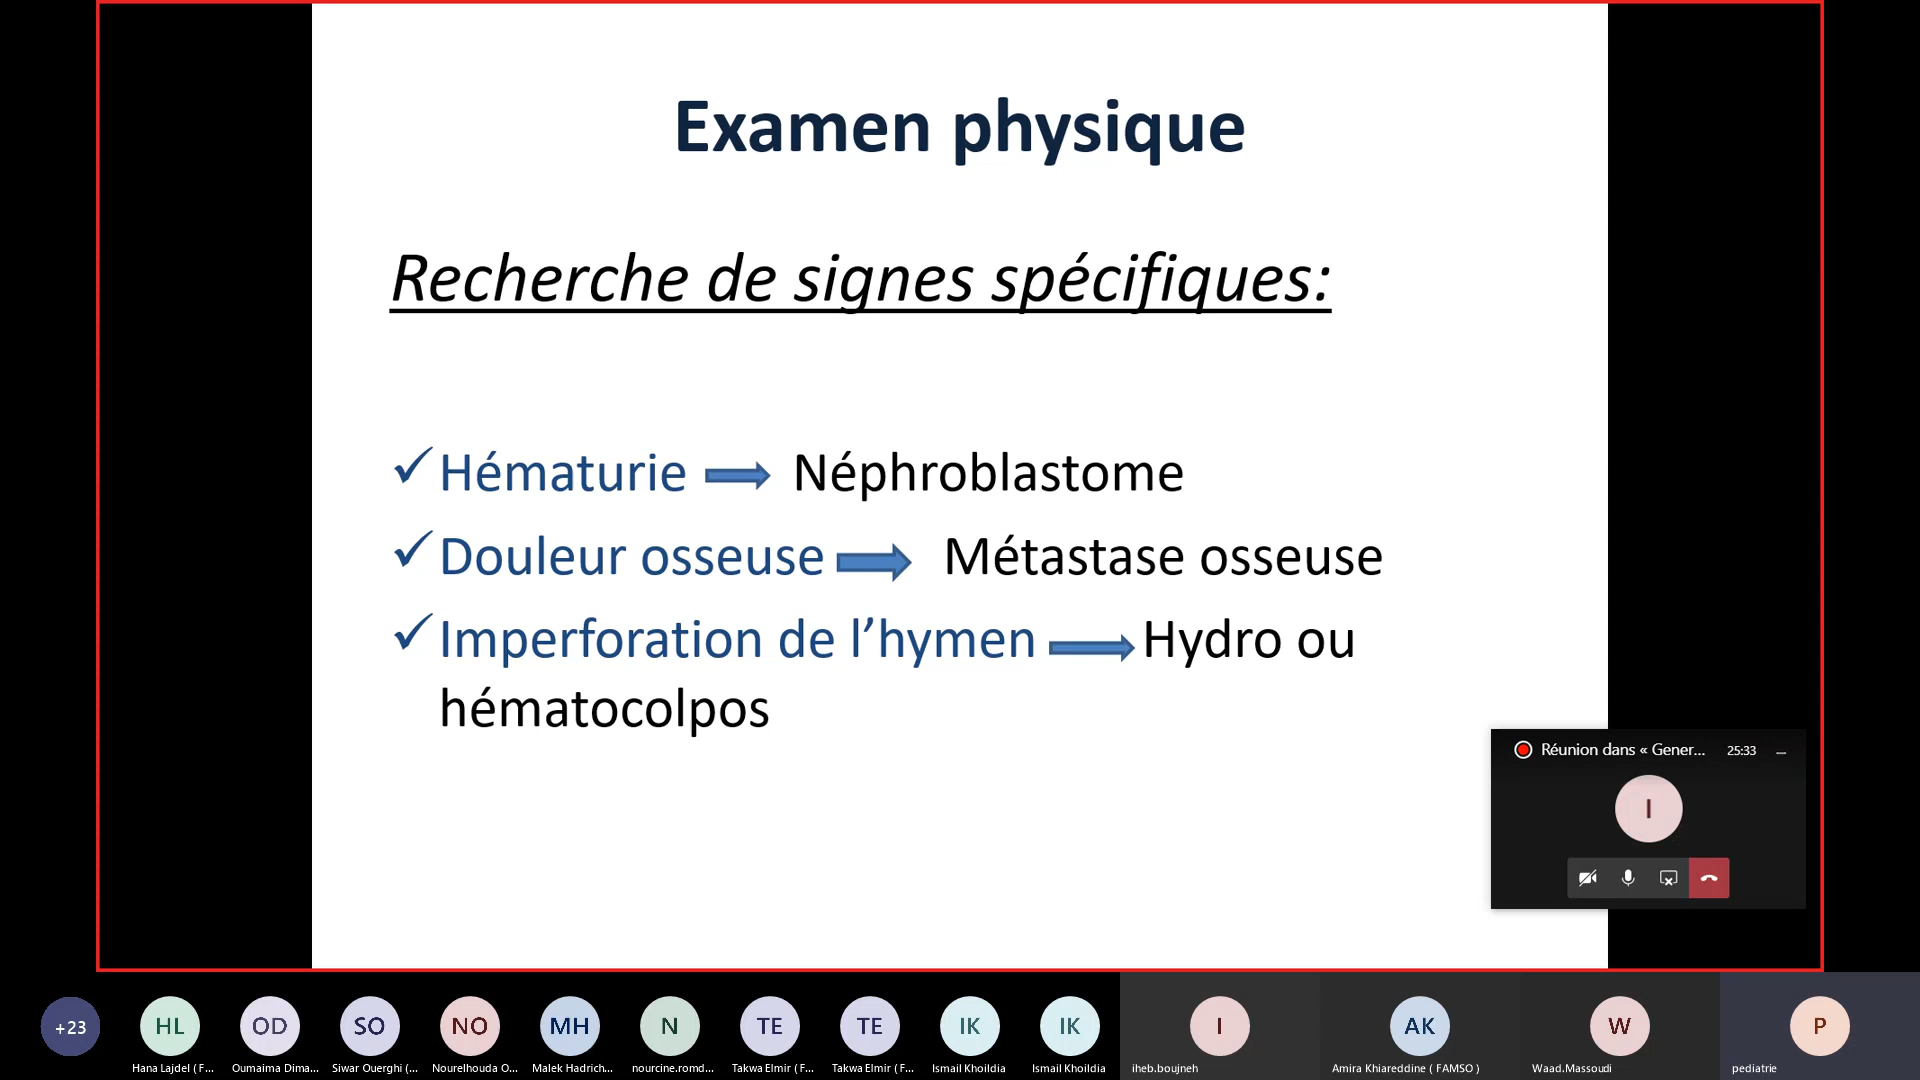 Examen physique
Recherche de signes spécifiques:
✓Hématurie Néphroblastome
✓Douleur osseuse Métastase osseuse
✓Imperforation de l’hymen Hydro ou
hématocolpos
Réunion dans « Gener... 25:33
I
+23 HL OD SO NO MH N TE TE IK IK I AK W P
Hana Lajdel ( F... Oumaima Dima... Siwar Ouerghi (... Nourelhouda O... Malek Hadrich... nourcine.romd... Takwa Elmir ( F... Takwa Elmir ( F... Ismail Khoildia Ismail Khoildia iheb.boujneh Amira Khiareddine ( FAMSO ) Waad.Massoudi pediatrie